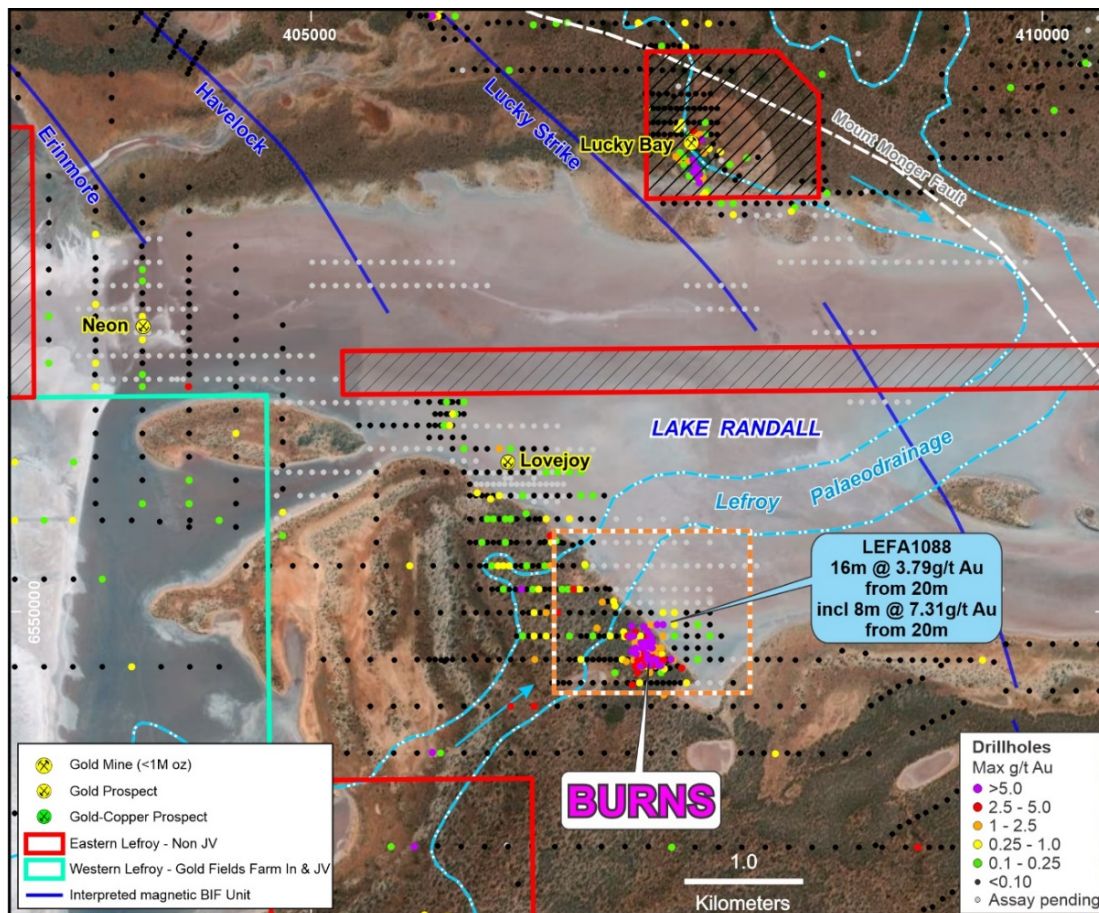 405000
410000
Erinmore
Havelock
Lucky Strike
Lucky Bay
Mount Monger Fault
Neon
LAKE RANDALL
Lovejoy
Lefroy Palaeodrainage
LEFA1088
16m @ 3.79g/t Au
from 20m
incl 8m @ 7.31g/t Au
from 20m
6550000
BURNS
Gold Mine (<1M oz)
Gold Prospect
Gold-Copper Prospect
Eastern Lefroy - Non JV
Western Lefroy - Gold Fields Farm In & JV
Interpreted magnetic BIF Unit
1.0
Kilometers
Drillholes
Max g/t Au
>5.0
2.5 - 5.0
1 - 2.5
0.25 - 1.0
0.1 - 0.25
<0.10
Assay pending